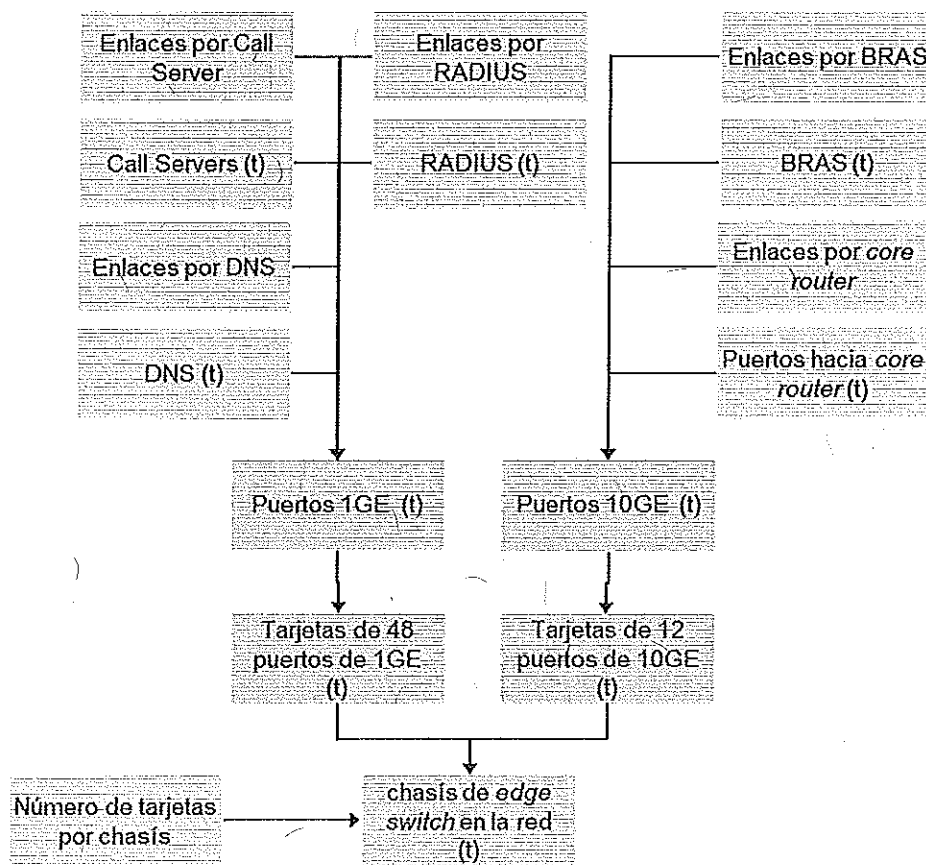 Enlaces por Call
Server
Enlaces por
RADIUS
Enlaces por BRAS
Call Servers (t)
RADIUS (t)
BRAS (t)
Enlaces por DNS
Enlaces por core
router
DNS (t)
Puertos hacia core
router (t)
Puertos 1GE (t)
Puertos 10GE (t)
Tarjetas de 48
puertos de 1GE
(t)
Tarjetas de 12
puertos de 10GE
(t)
Número de tarjetas
por chasís
chasís de edge
switch en la red
(t)